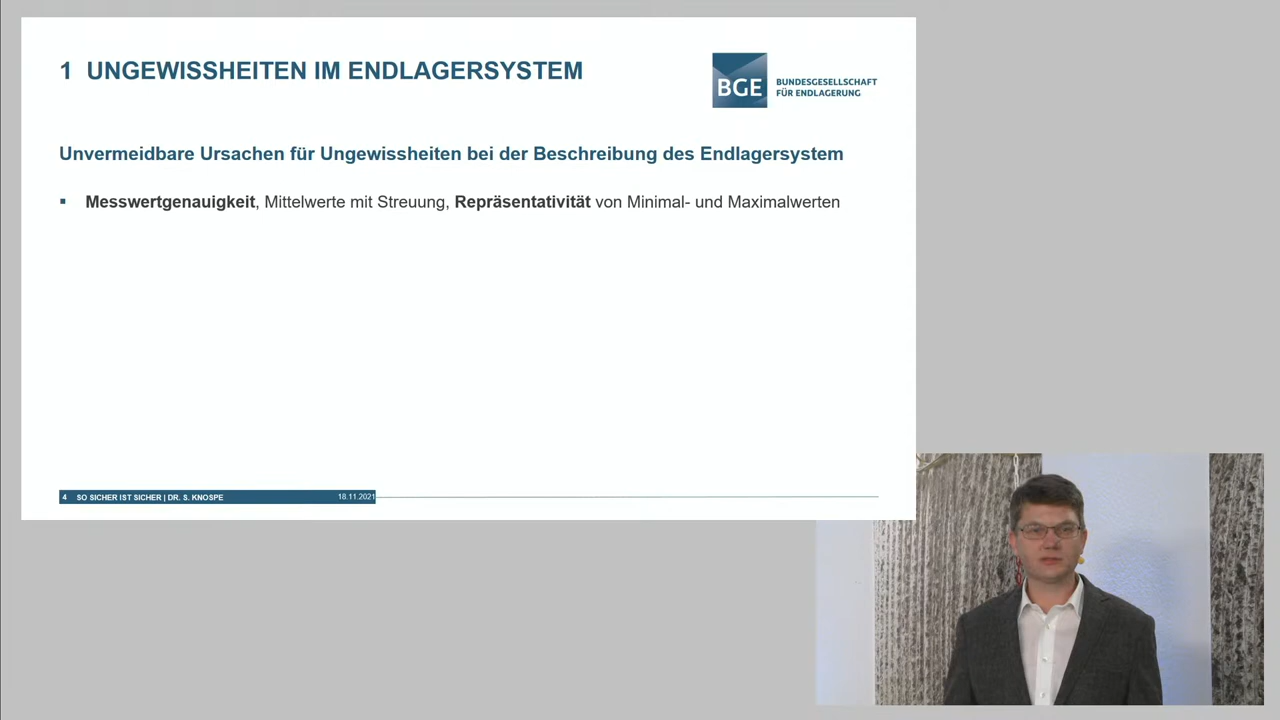 1 UNGEWISSHEITEN IM ENDLAGERSYSTEM
BGE
BUNDESGESELLSCHAFT
FÜR ENDLAGERUNG
Unvermeidbare Ursachen für Ungewissheiten bei der Beschreibung des Endlagersystem
▪ Messwertgenauigkeit, Mittelwerte mit Streuung, Repräsentativität von Minimal- und Maximalwerten
4 SO SICHER IST SICHER | DR. S. KNOSPE 18.11.2021